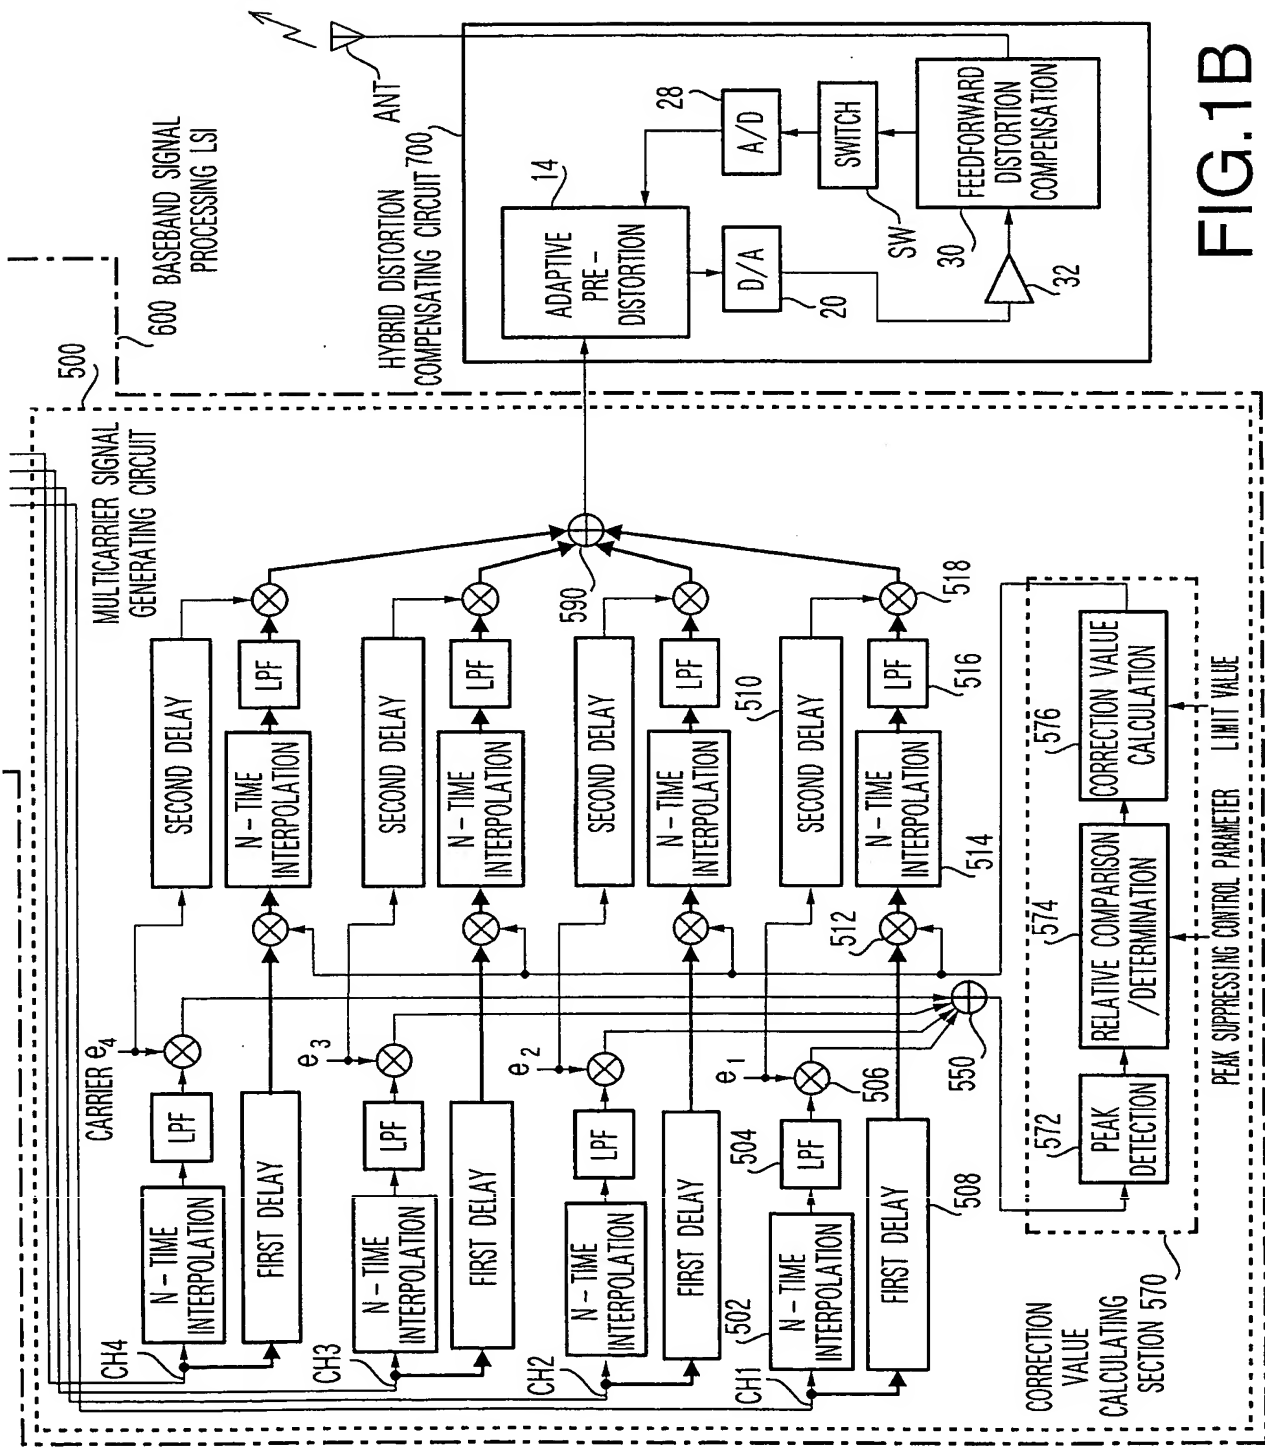 600 BASEBAND SIGNAL
PROCESSING LSI
500
MULTICARRIER SIGNAL
GENERATING CIRCUIT
CH4
N-TIME
INTERPOLATION
LPF
CARRIER e4
SECOND DELAY
FIRST DELAY
N-TIME
INTERPOLATION
LPF
CH3
N-TIME
INTERPOLATION
LPF
e3
SECOND DELAY
FIRST DELAY
N-TIME
INTERPOLATION
LPF
CH2
N-TIME
INTERPOLATION
LPF
e2
SECOND DELAY
FIRST DELAY
N-TIME
INTERPOLATION
LPF
590
CH1
502
N-TIME
INTERPOLATION
504
LPF
e1
506
510
SECOND DELAY
FIRST DELAY
508
512
N-TIME
INTERPOLATION
514
LPF
516
518
550
CORRECTION
VALUE
CALCULATING
SECTION 570
572
PEAK
DETECTION
574
RELATIVE COMPARISON
/DETERMINATION
576
CORRECTION VALUE
CALCULATION
PEAK SUPPRESSING CONTROL PARAMETER
LIMIT VALUE
HYBRID DISTORTION
COMPENSATING CIRCUIT 700
ANT
14
ADAPTIVE
PRE-
DISTORTION
28
A/D
D/A
20
SWITCH
SW
30
FEEDFORWARD
DISTORTION
COMPENSATION
32
FIG.1B